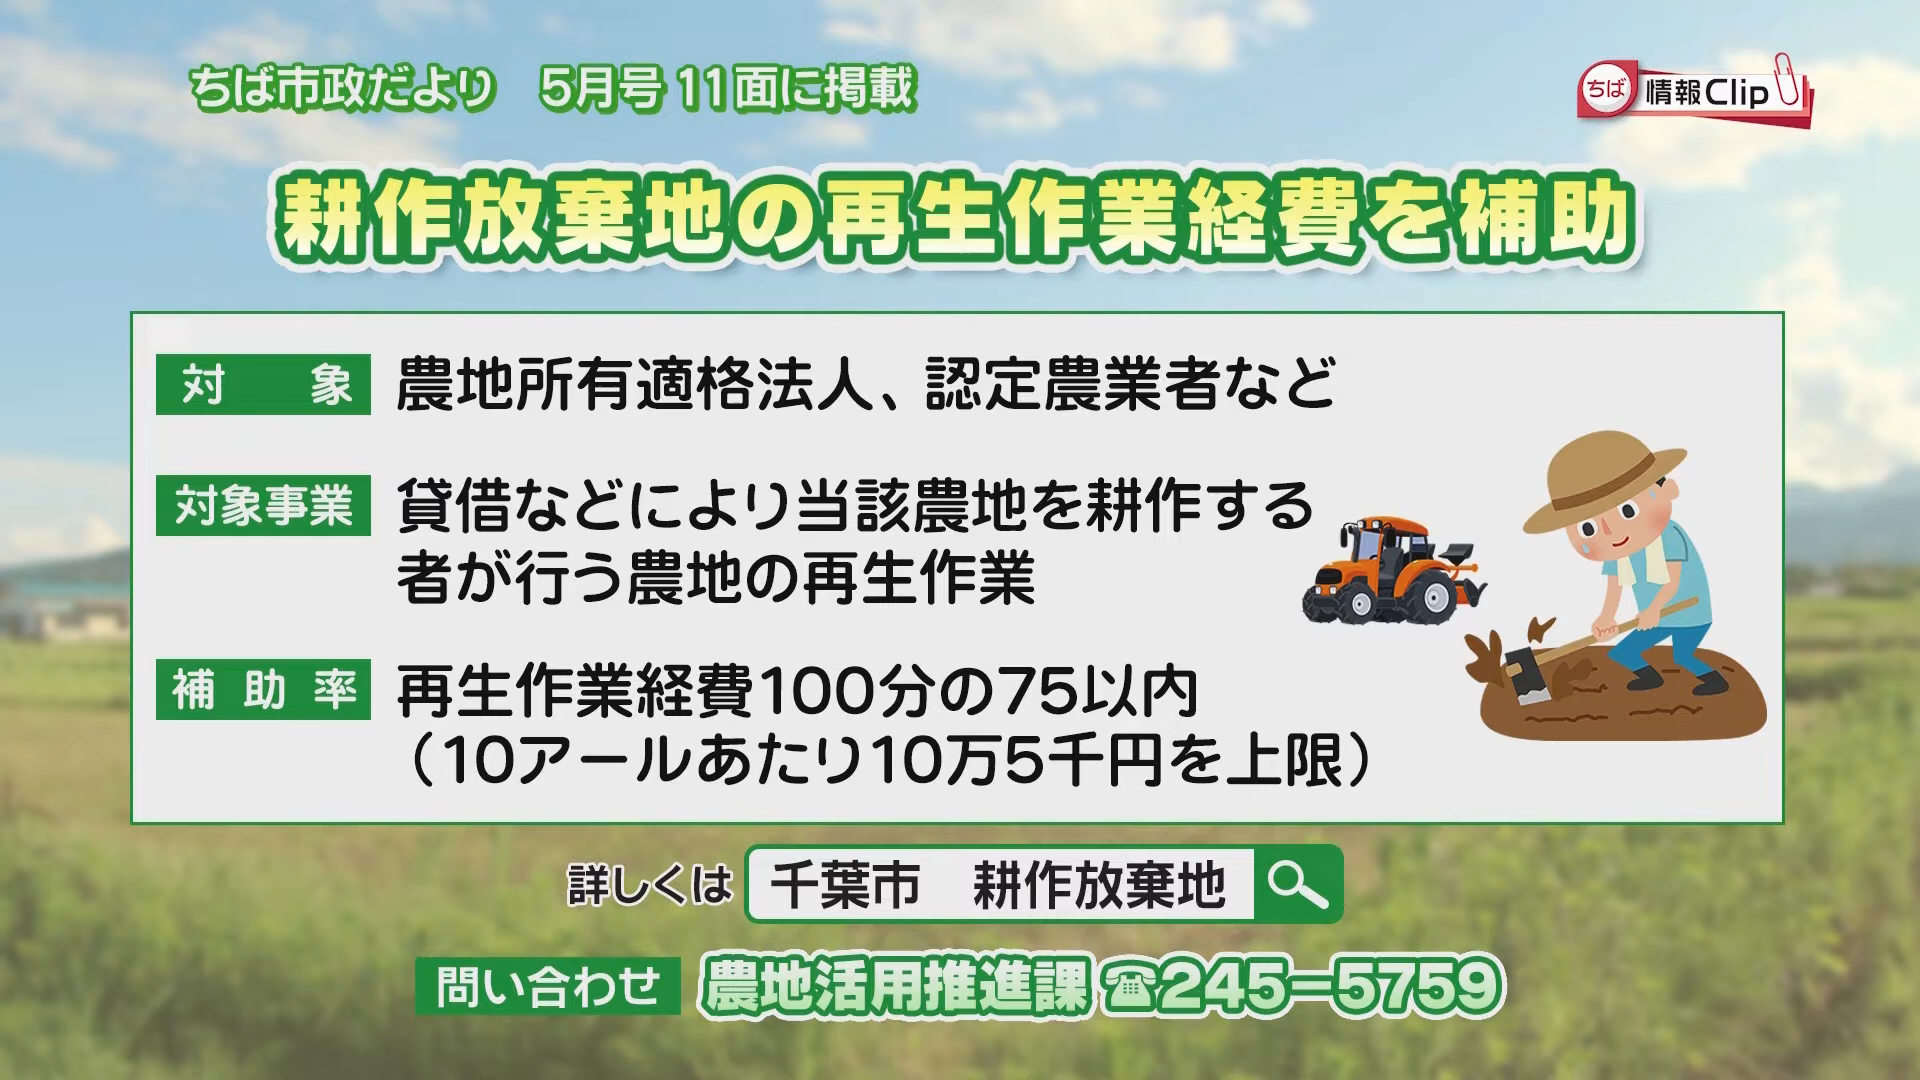 ちば市政だより　5月号 11面に掲載
ちば 情報Clip
耕作放棄地の再生作業経費を補助
対　象 農地所有適格法人、認定農業者など
対象事業 貸借などにより当該農地を耕作する
者が行う農地の再生作業
補助率 再生作業経費100分の75以内
（10アールあたり10万5千円を上限）
詳しくは 千葉市　耕作放棄地
問い合わせ 農地活用推進課 ☎245−5759